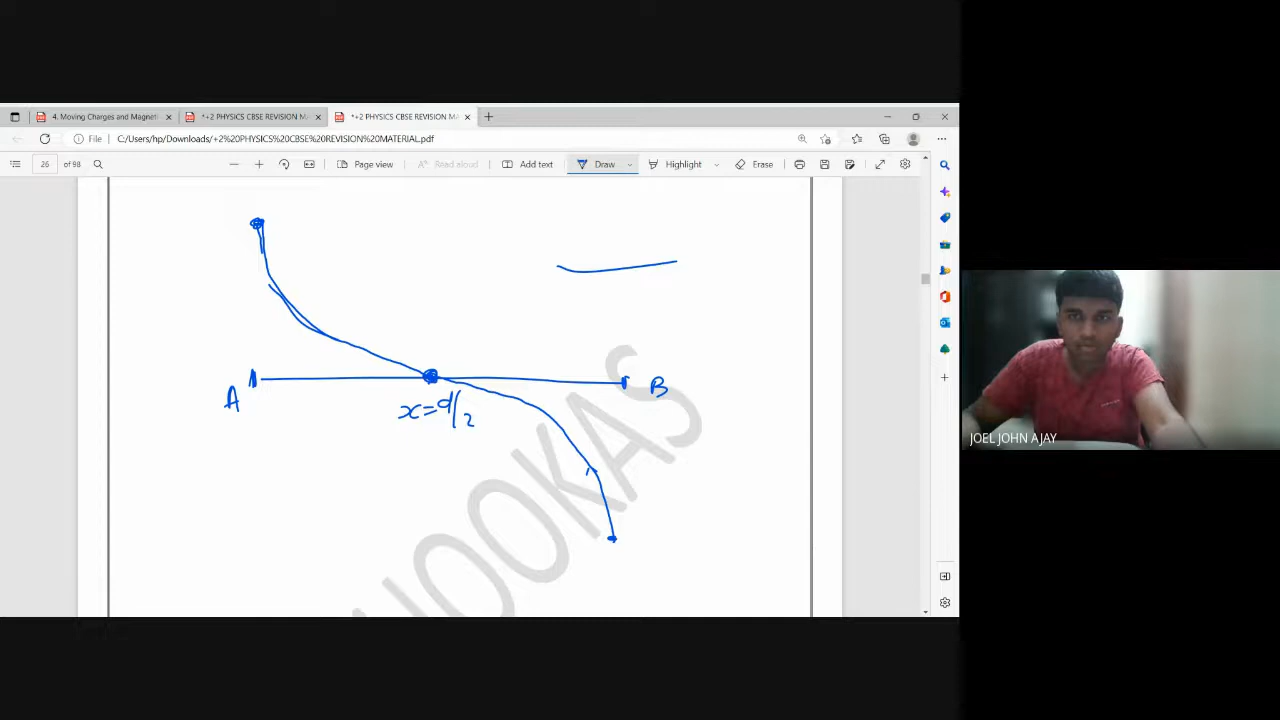 4. Moving Charges and Magneti
*+2 PHYSICS CBSE REVISION MA
*+2 PHYSICS CBSE REVISION MA
File
C:/Users/hp/Downloads/+2%20PHYSICS%20CBSE%20REVISION%20MATERIAL.pdf
26 of 98
Page view
Read aloud
Add text
Draw
Highlight
Erase
A
B
x=d/2
HOOKAS
JOEL JOHN AJAY